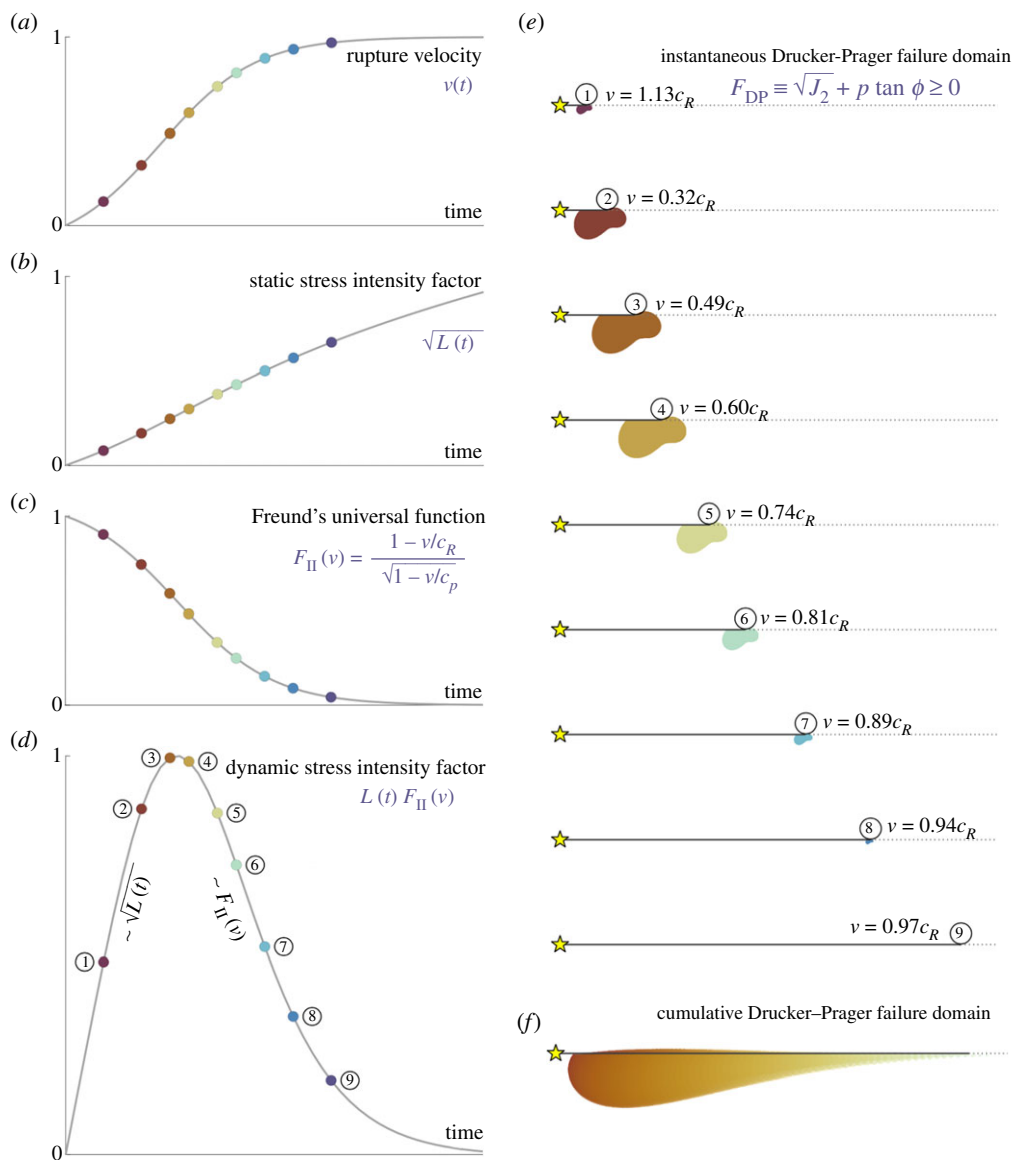 (a)
1
rupture velocity
v(t)
0
time
(b)
1
static stress intensity factor
√L (t)
0
time
(c)
1
Freund's universal function
F_II (v) = (1 − v/c_R) / √(1 − v/c_p)
0
time
(d)
1
dynamic stress intensity factor
L (t) F_II (v)
③ ④
② ⑤
⑥
~ √L(t)
~ F_II(v)
① ⑦
⑧
⑨
0
time
(e)
instantaneous Drucker-Prager failure domain
F_DP ≡ √J_2 + p tan ϕ ≥ 0
① v = 1.13c_R
② v = 0.32c_R
③ v = 0.49c_R
④ v = 0.60c_R
⑤ v = 0.74c_R
⑥ v = 0.81c_R
⑦ v = 0.89c_R
⑧ v = 0.94c_R
v = 0.97c_R ⑨
(f)
cumulative Drucker–Prager failure domain